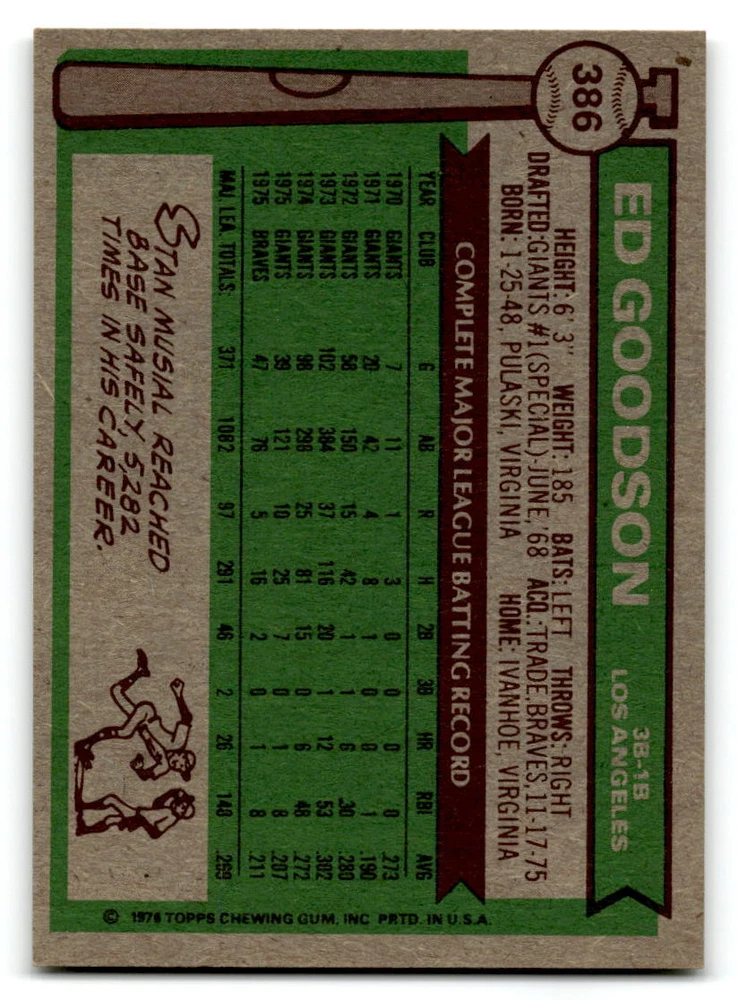 386
ED GOODSON
3B-1B
LOS ANGELES
HEIGHT: 6' 3" WEIGHT: 185 BATS: LEFT THROWS: RIGHT
DRAFTED: GIANTS #1 (SPECIAL)-JUNE, '68 ACQ.: TRADE, BRAVES, 11-17-75
BORN: 1-25-48, PULASKI, VIRGINIA HOME: IVANHOE, VIRGINIA
COMPLETE MAJOR LEAGUE BATTING RECORD
YEAR CLUB G AB R H 2B 3B HR RBI AVG
1970 GIANTS 7 11 1 3 0 0 0 0 .273
1971 GIANTS 20 42 4 8 1 0 0 1 .190
1972 GIANTS 58 150 15 42 1 1 6 30 .280
1973 GIANTS 102 384 37 116 20 1 12 53 .302
1974 GIANTS 98 298 25 81 15 0 6 48 .272
1975 GIANTS 39 121 10 25 7 0 1 8 .207
1975 BRAVES 47 76 5 16 2 0 1 8 .211
MAJ. LEA. TOTALS 371 1082 97 291 46 2 26 148 .269
STAN MUSIAL REACHED
BASE SAFELY 5,282
TIMES IN HIS CAREER.
© 1976 TOPPS CHEWING GUM, INC PRTD. IN U.S.A.